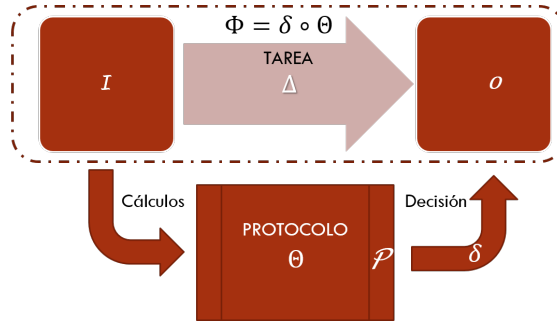 Φ = δ ∘ Θ
TAREA
I
Δ
O
Cálculos
Decisión
PROTOCOLO
Θ
𝒫
δ